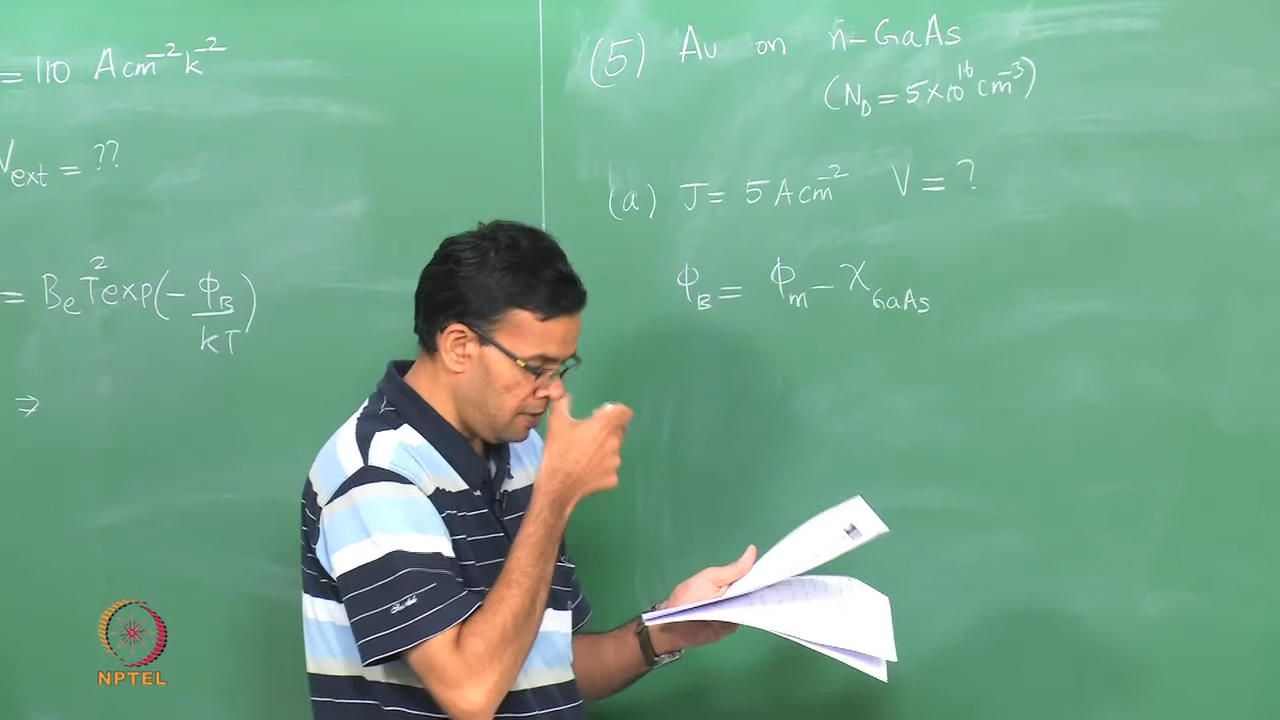 = 110 A cm⁻² k⁻²
V_ext = ??
= B_e T² exp(-Φ_B/kT)
⇒
(5) Au on n-GaAs
(N_D = 5×10¹⁶ cm⁻³)
(a) J = 5 A cm⁻² V = ?
Φ_B = Φ_m - χ_GaAs
NPTEL